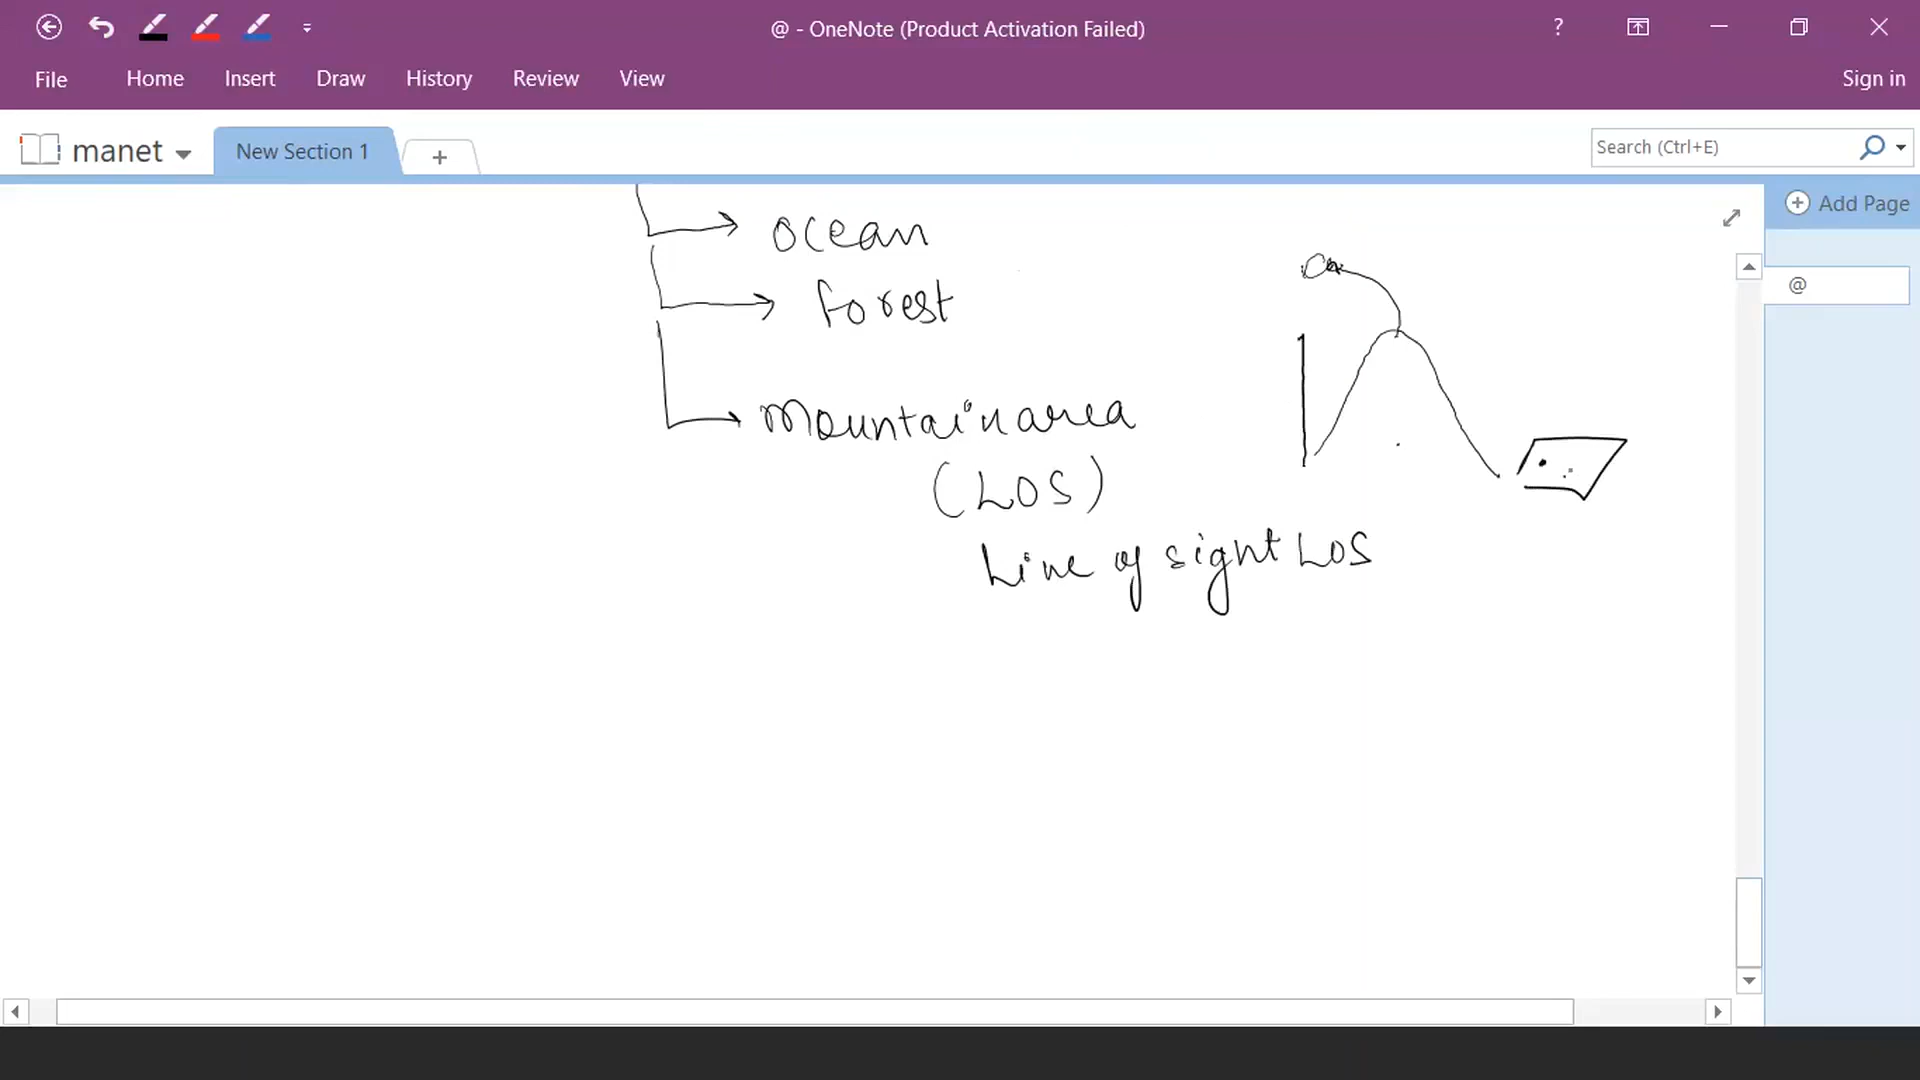 @ - OneNote (Product Activation Failed)
?
File Home Insert Draw History Review View Sign in
manet New Section 1 +
Search (Ctrl+E)
Add Page
@
ocean
forest
Mountain area
(LOS)
Line of sight LOS